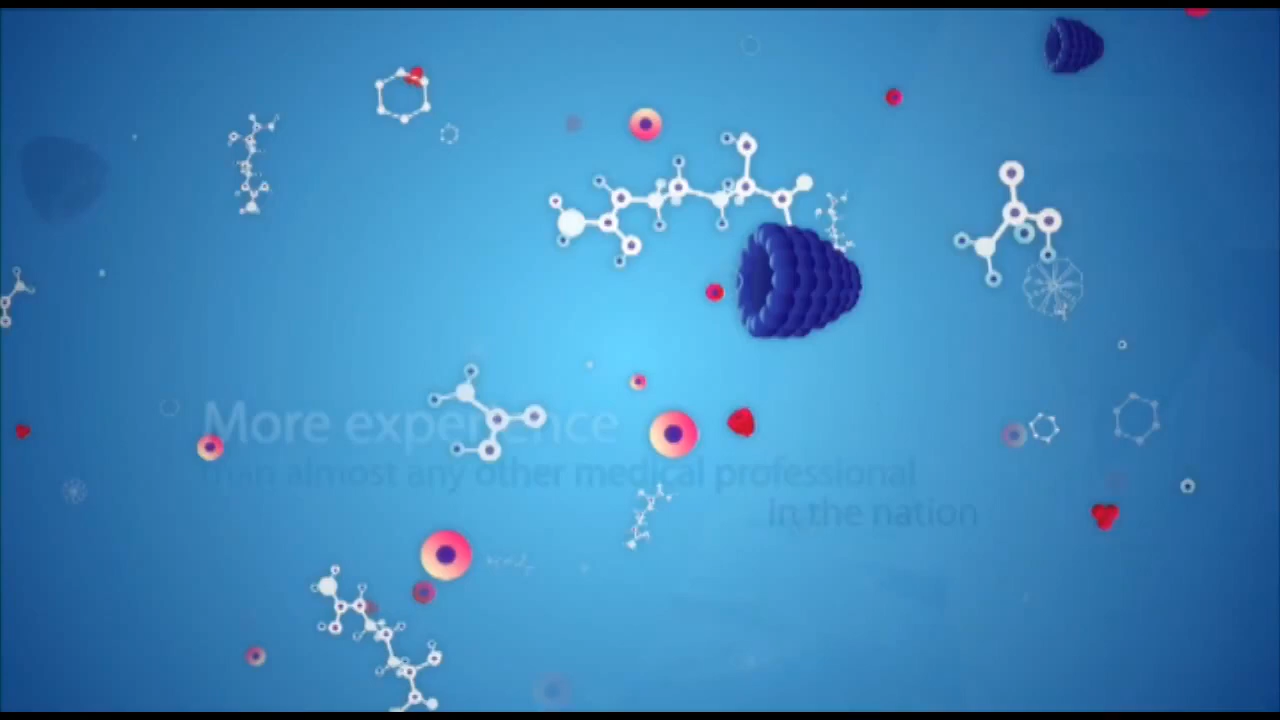 More experience
than almost any other medical professional
in the nation